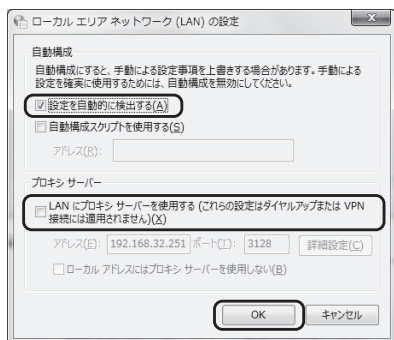 ローカル エリア ネットワーク (LAN) の設定
自動構成
自動構成にすると、手動による設定事項を上書きする場合があります。手動による
設定を確実に使用するためには、自動構成を無効にしてください。
設定を自動的に検出する(A)
自動構成スクリプトを使用する(S)
アドレス(R):
プロキシ サーバー
LAN にプロキシ サーバーを使用する (これらの設定はダイヤルアップまたは VPN
接続には適用されません)(X)
アドレス(E): 192.168.32.251 ポート(T): 3128 詳細設定(C)
ローカル アドレスにはプロキシ サーバーを使用しない(B)
OK キャンセル